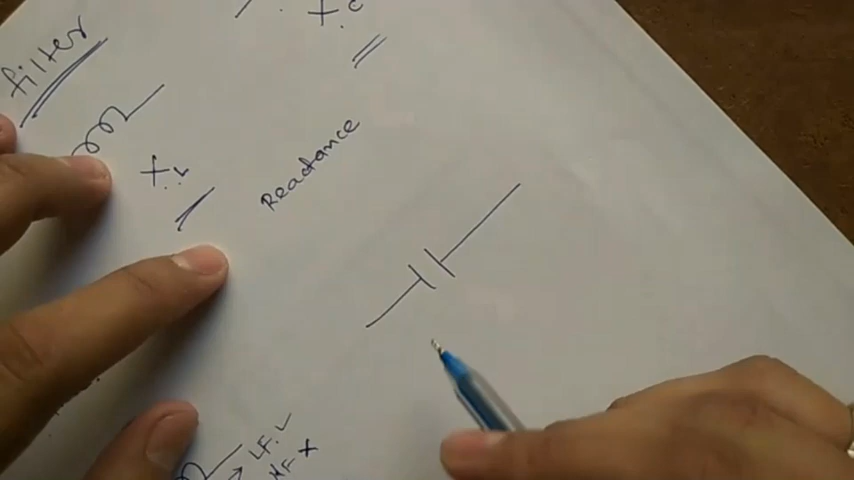 filter
X.C
X.L
Reactance
LF.✓
HF X